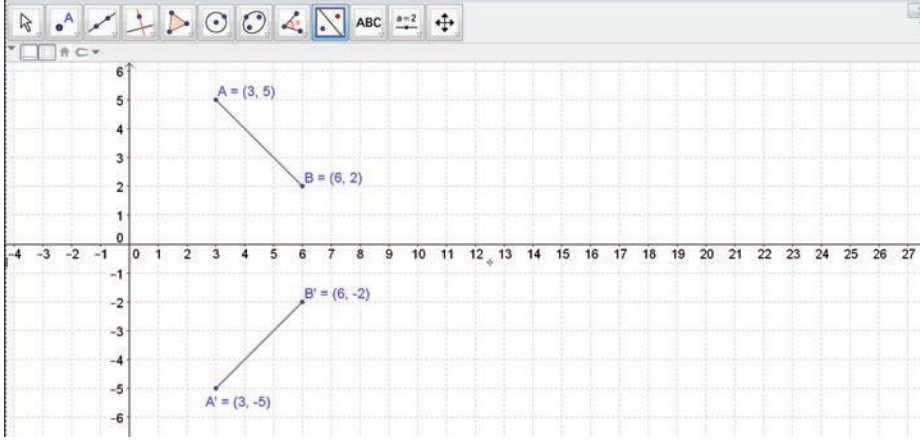 A
ABC
a=2
6
A = (3, 5)
5
4
3
B = (6, 2)
2
1
0
-4 -3 -2 -1 0 1 2 3 4 5 6 7 8 9 10 11 12 13 14 15 16 17 18 19 20 21 22 23 24 25 26 27
-1
B' = (6, -2)
-2
-3
-4
-5
A' = (3, -5)
-6